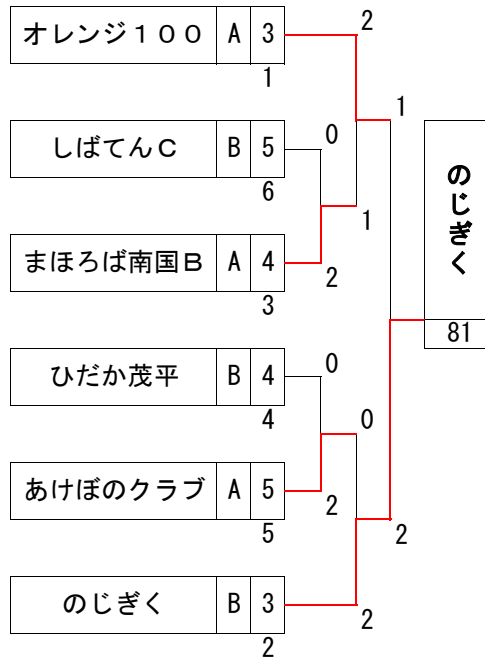 オレンジ１００ A 3
1
2
しばてんＣ B 5
6
0
1
まほろば南国Ｂ A 4
3
2
1
ひだか茂平 B 4
4
0
0
あけぼのクラブ A 5
5
2
2
のじぎく B 3
2
2
のじぎく
81